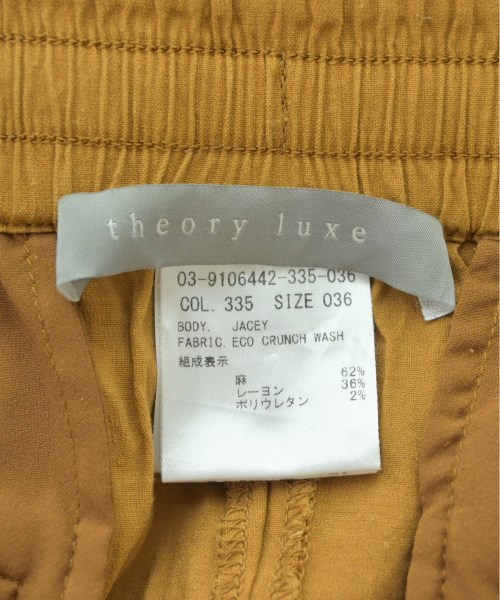 theory luxe
03-9106442-335-036
COL. 335 SIZE 036
BODY. JACEY
FABRIC. ECO CRUNCH WASH
組成表示
麻 62%
レーヨン 36%
ポリウレタン 2%